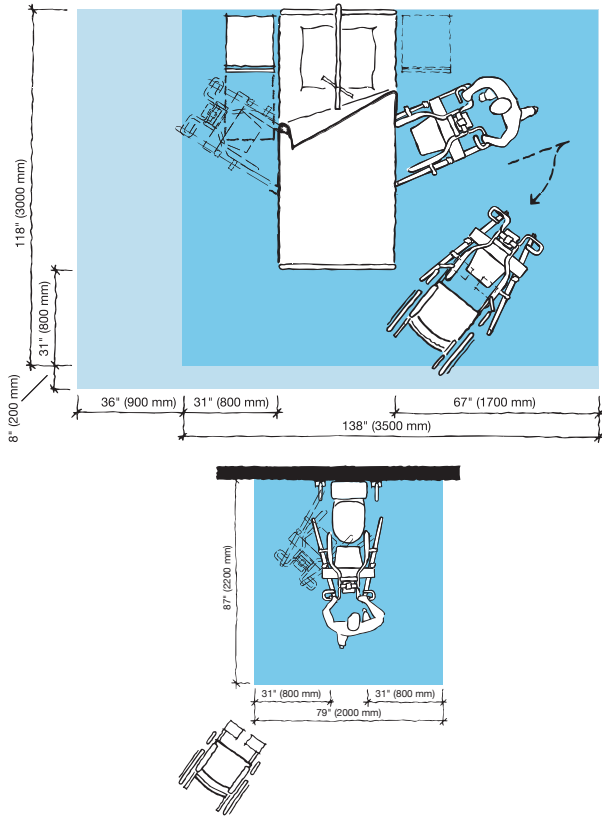 118" (3000 mm)
31" (800 mm)
8" (200 mm)
36" (900 mm)
31" (800 mm)
67" (1700 mm)
138" (3500 mm)
87" (2200 mm)
31" (800 mm)
31" (800 mm)
79" (2000 mm)